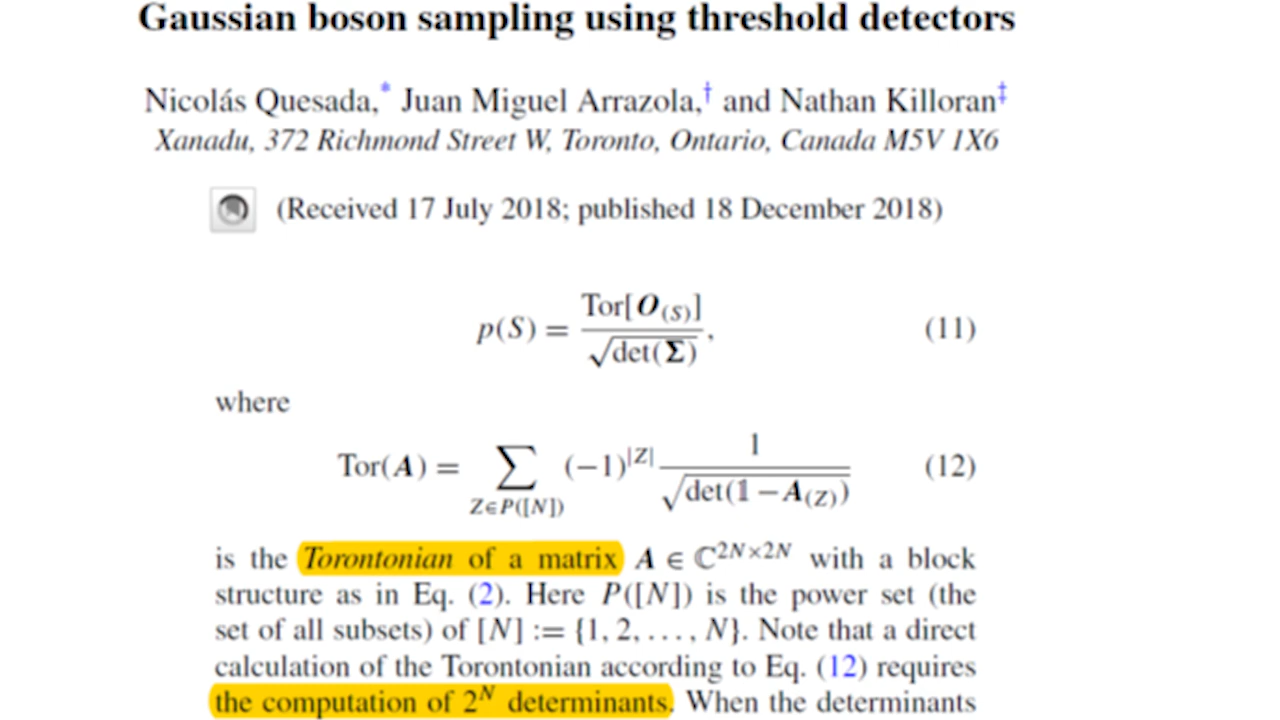 Gaussian boson sampling using threshold detectors
Nicolás Quesada,* Juan Miguel Arrazola,† and Nathan Killoran‡
Xanadu, 372 Richmond Street W, Toronto, Ontario, Canada M5V 1X6
(Received 17 July 2018; published 18 December 2018)
p(S) = Tor[O(S)] / √det(Σ) , (11)
where
Tor(A) = ∑ Z∈P([N]) (−1)^|Z| 1 / √det(𝟙 − A(Z)) (12)
is the Torontonian of a matrix A ∈ ℂ^2N×2N with a block
structure as in Eq. (2). Here P([N]) is the power set (the
set of all subsets) of [N] := {1, 2, . . . , N}. Note that a direct
calculation of the Torontonian according to Eq. (12) requires
the computation of 2^N determinants. When the determinants